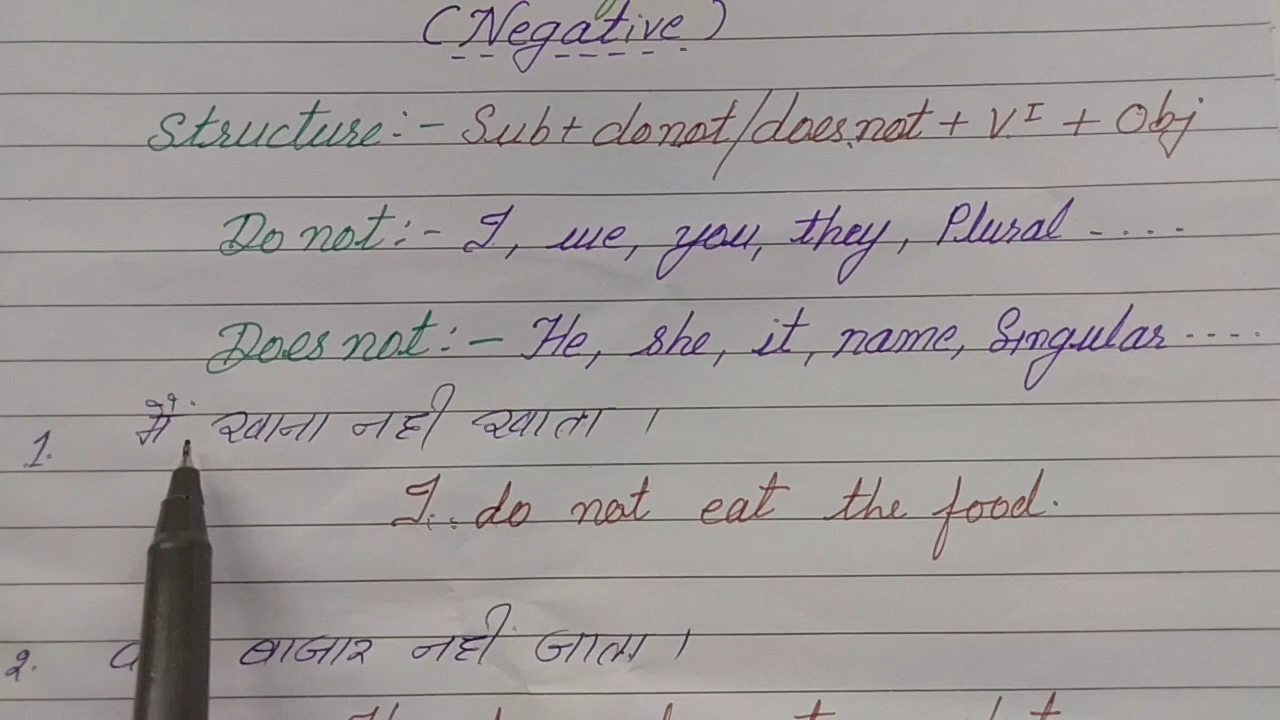 (Negative)
Structure:- Sub + do not/does not + V I + Obj
Do not:- I, we, you, they, Plural ....
Does not:- He, she, it, name, Singular ....
1. मैं खाना नही खाता ।
I do not eat the food.
2. बाजार नहीं जाता ।